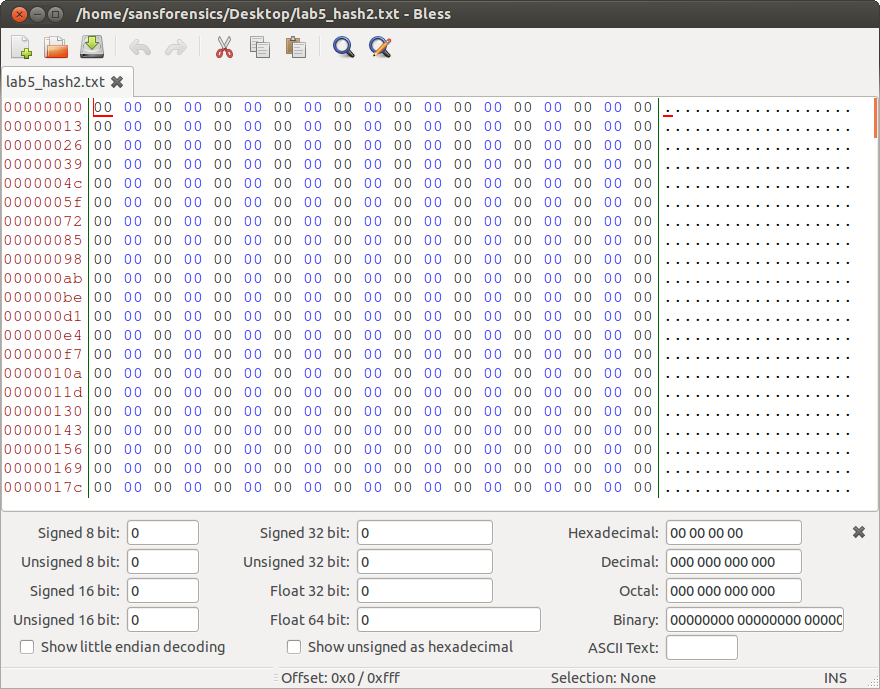 /home/sansforensics/Desktop/lab5_hash2.txt - Bless
lab5_hash2.txt
00000000 00 00 00 00 00 00 00 00 00 00 00 00 00 00 00 00 00 00 00 ...................
00000013 00 00 00 00 00 00 00 00 00 00 00 00 00 00 00 00 00 00 00 ...................
00000026 00 00 00 00 00 00 00 00 00 00 00 00 00 00 00 00 00 00 00 ...................
00000039 00 00 00 00 00 00 00 00 00 00 00 00 00 00 00 00 00 00 00 ...................
0000004c 00 00 00 00 00 00 00 00 00 00 00 00 00 00 00 00 00 00 00 ...................
0000005f 00 00 00 00 00 00 00 00 00 00 00 00 00 00 00 00 00 00 00 ...................
00000072 00 00 00 00 00 00 00 00 00 00 00 00 00 00 00 00 00 00 00 ...................
00000085 00 00 00 00 00 00 00 00 00 00 00 00 00 00 00 00 00 00 00 ...................
00000098 00 00 00 00 00 00 00 00 00 00 00 00 00 00 00 00 00 00 00 ...................
000000ab 00 00 00 00 00 00 00 00 00 00 00 00 00 00 00 00 00 00 00 ...................
000000be 00 00 00 00 00 00 00 00 00 00 00 00 00 00 00 00 00 00 00 ...................
000000d1 00 00 00 00 00 00 00 00 00 00 00 00 00 00 00 00 00 00 00 ...................
000000e4 00 00 00 00 00 00 00 00 00 00 00 00 00 00 00 00 00 00 00 ...................
000000f7 00 00 00 00 00 00 00 00 00 00 00 00 00 00 00 00 00 00 00 ...................
0000010a 00 00 00 00 00 00 00 00 00 00 00 00 00 00 00 00 00 00 00 ...................
0000011d 00 00 00 00 00 00 00 00 00 00 00 00 00 00 00 00 00 00 00 ...................
00000130 00 00 00 00 00 00 00 00 00 00 00 00 00 00 00 00 00 00 00 ...................
00000143 00 00 00 00 00 00 00 00 00 00 00 00 00 00 00 00 00 00 00 ...................
00000156 00 00 00 00 00 00 00 00 00 00 00 00 00 00 00 00 00 00 00 ...................
00000169 00 00 00 00 00 00 00 00 00 00 00 00 00 00 00 00 00 00 00 ...................
0000017c 00 00 00 00 00 00 00 00 00 00 00 00 00 00 00 00 00 00 00 ...................
Signed 8 bit: 0 Signed 32 bit: 0 Hexadecimal: 00 00 00 00
Unsigned 8 bit: 0 Unsigned 32 bit: 0 Decimal: 000 000 000 000
Signed 16 bit: 0 Float 32 bit: 0 Octal: 000 000 000 000
Unsigned 16 bit: 0 Float 64 bit: 0 Binary: 00000000 00000000 00000
Show little endian decoding Show unsigned as hexadecimal ASCII Text:
Offset: 0x0 / 0xfff Selection: None INS